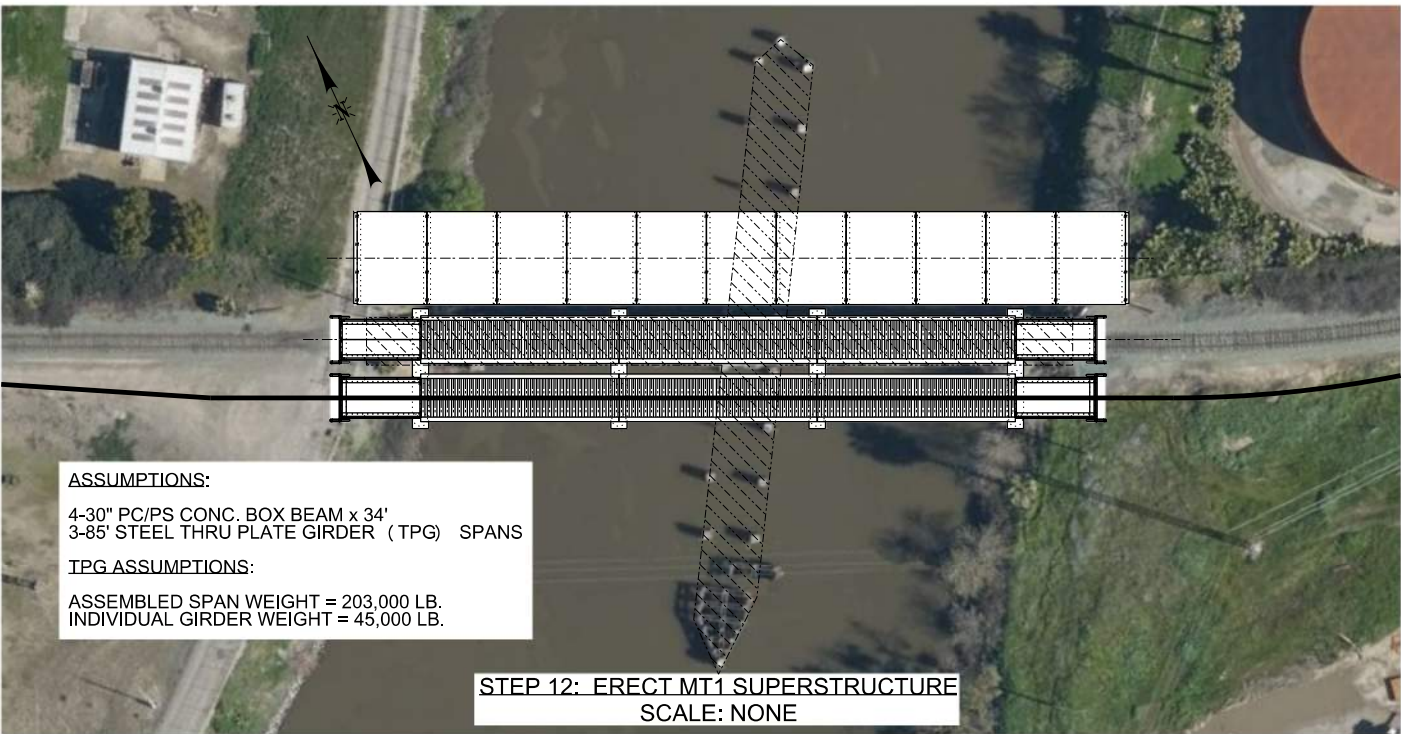 N
ASSUMPTIONS:
4-30" PC/PS CONC. BOX BEAM x 34'
3-85' STEEL THRU PLATE GIRDER (TPG) SPANS
TPG ASSUMPTIONS:
ASSEMBLED SPAN WEIGHT = 203,000 LB.
INDIVIDUAL GIRDER WEIGHT = 45,000 LB.
STEP 12: ERECT MT1 SUPERSTRUCTURE
SCALE: NONE